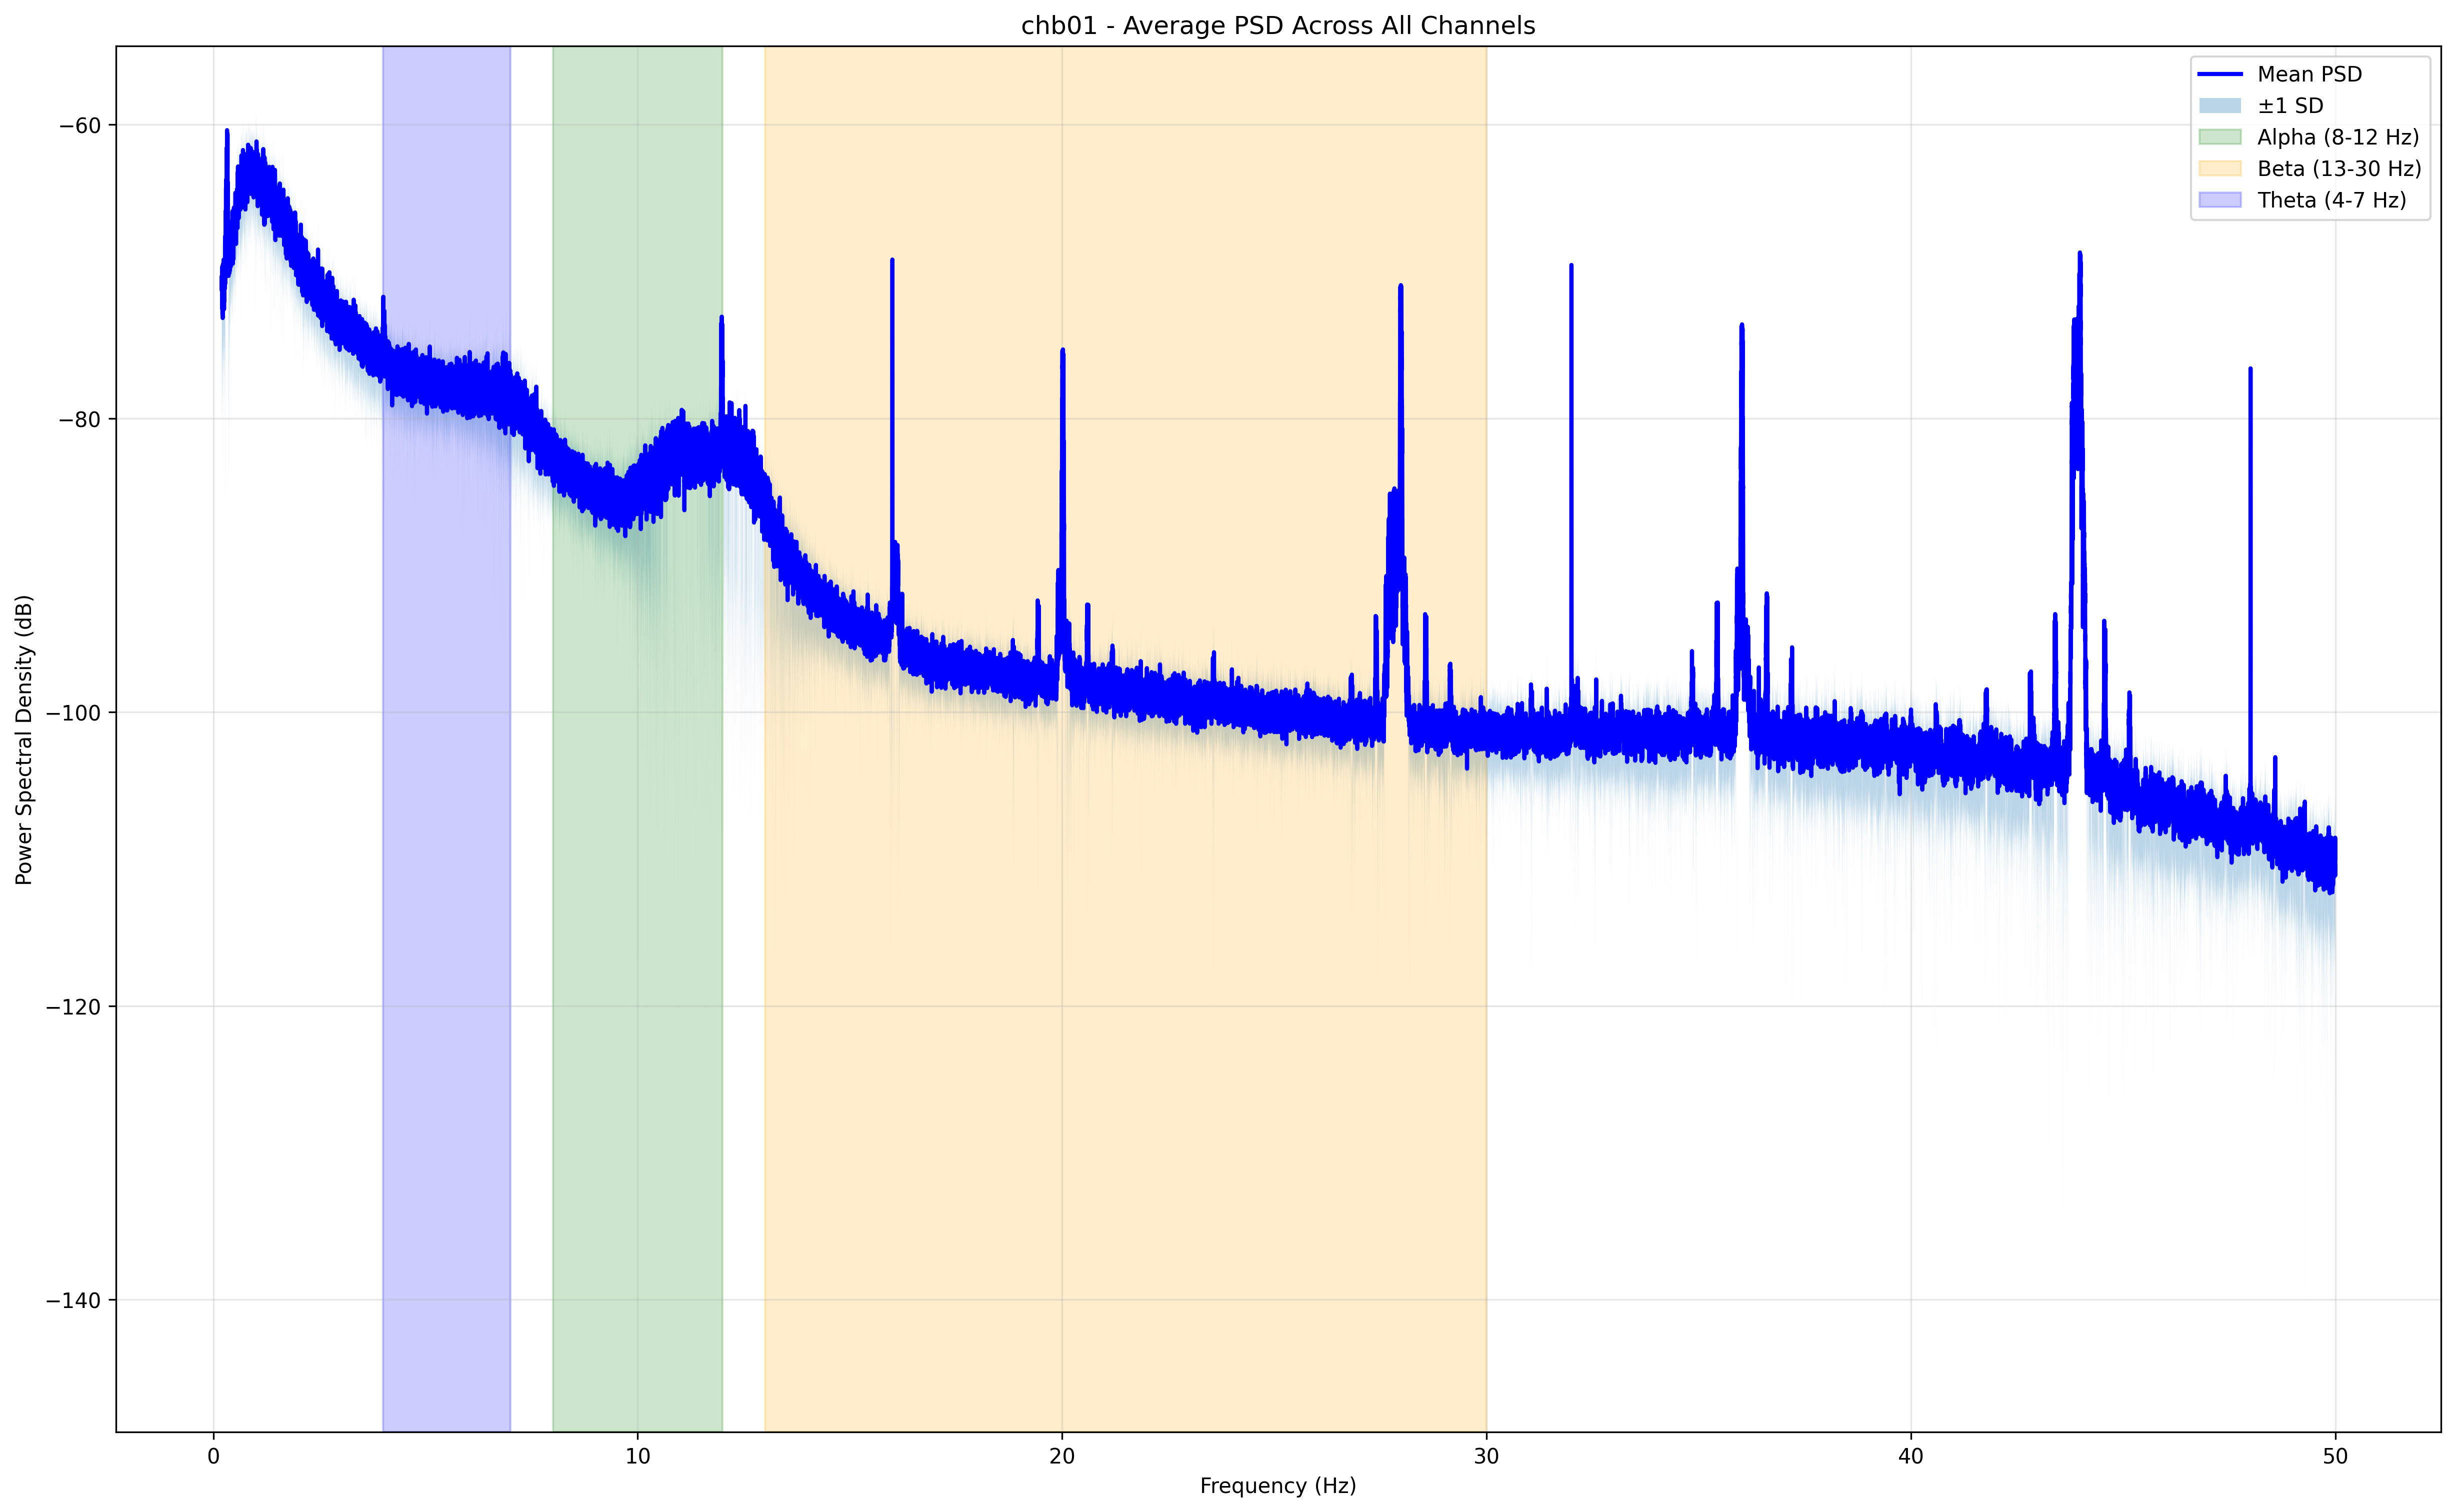 chb01 - Average PSD Across All Channels
Mean PSD
±1 SD
Alpha (8-12 Hz)
Beta (13-30 Hz)
Theta (4-7 Hz)
Power Spectral Density (dB)
−60
−80
−100
−120
−140
0 10 20 30 40 50
Frequency (Hz)